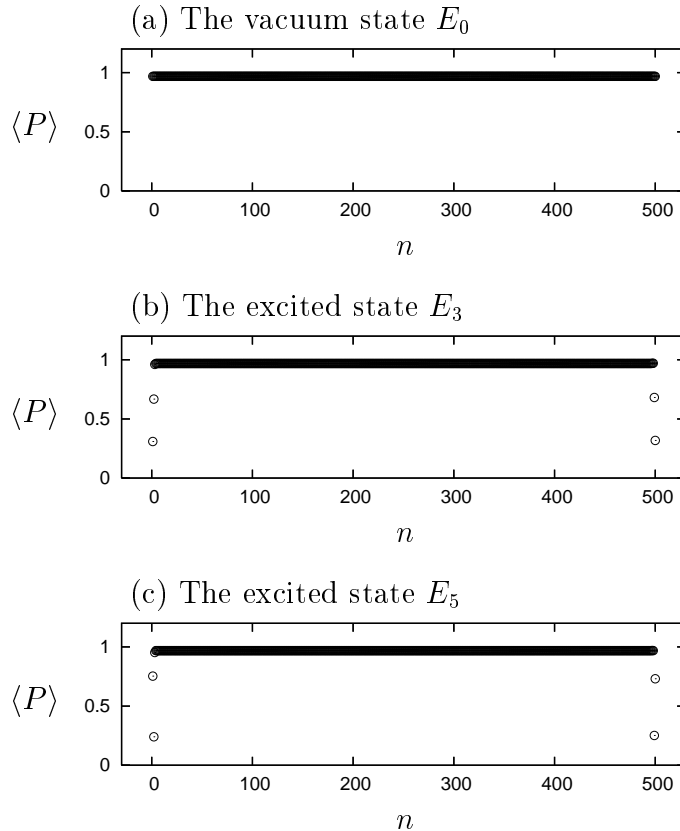 (a) The vacuum state E₀
1
⟨P⟩ 0.5
0
0 100 200 300 400 500
n
(b) The excited state E₃
1
⟨P⟩ 0.5
0
0 100 200 300 400 500
n
(c) The excited state E₅
1
⟨P⟩ 0.5
0
0 100 200 300 400 500
n